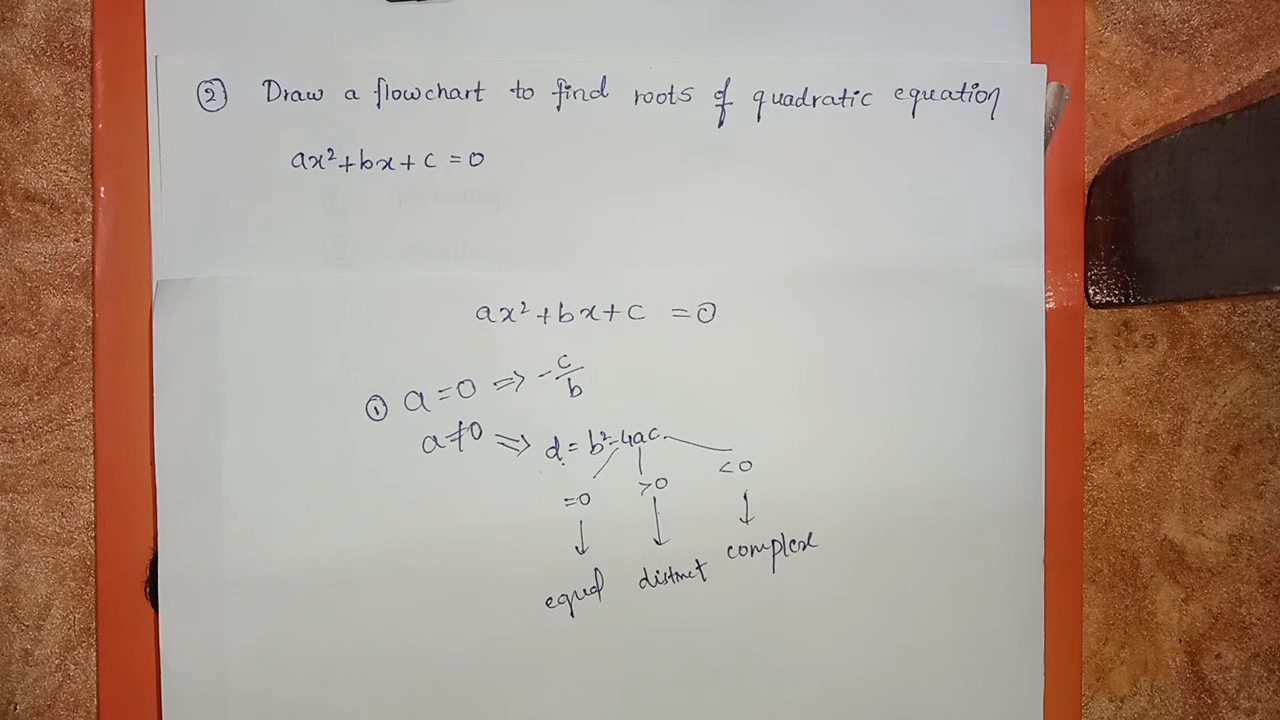 ② Draw a flowchart to find roots of quadratic equation
ax²+bx+c=0
ax²+bx+c =0
① a=0 ⇒ -c/b
a≠0 ⇒ d=b²-4ac
=0 >0 <0
equal distinct complex